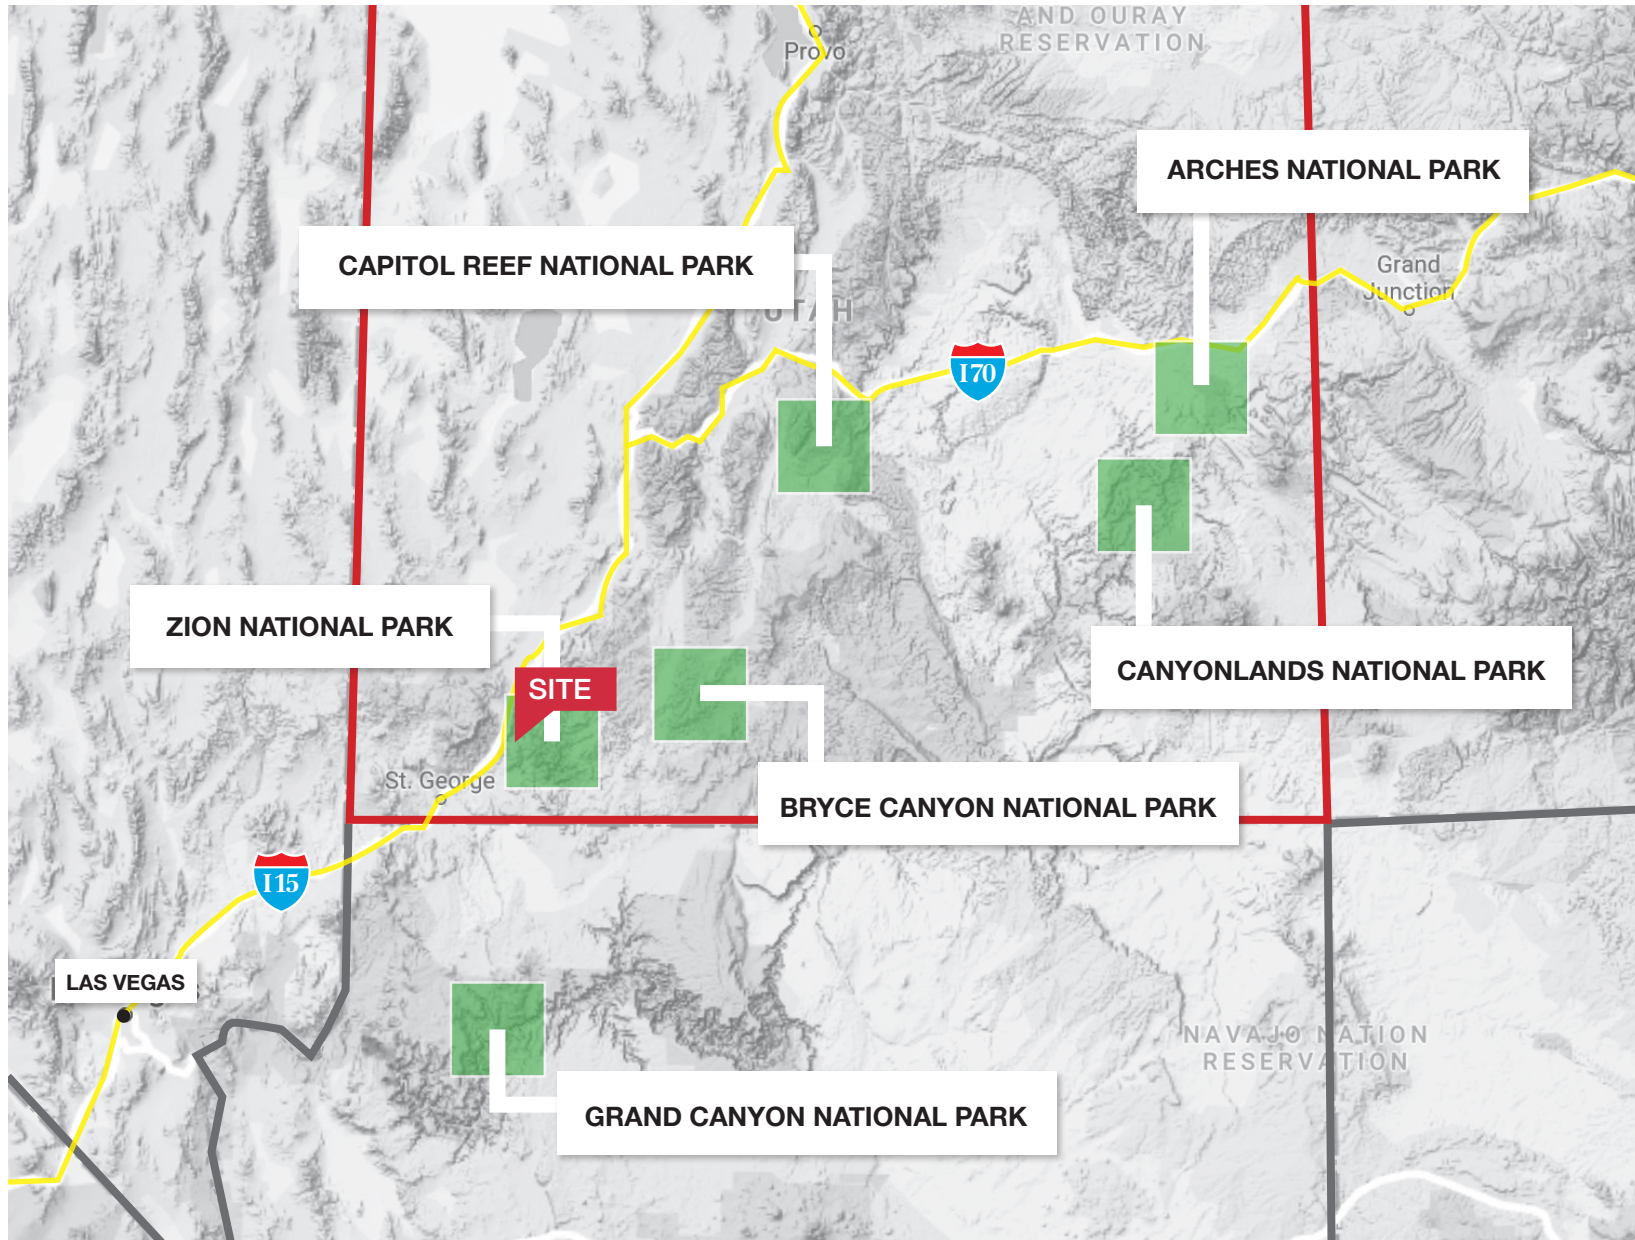 AND OURAY
RESERVATION
Provo
ARCHES NATIONAL PARK
CAPITOL REEF NATIONAL PARK
Grand
Junction
UTAH
I70
ZION NATIONAL PARK
CANYONLANDS NATIONAL PARK
SITE
St. George
BRYCE CANYON NATIONAL PARK
I15
LAS VEGAS
NAVAJO NATION
RESERVATION
GRAND CANYON NATIONAL PARK